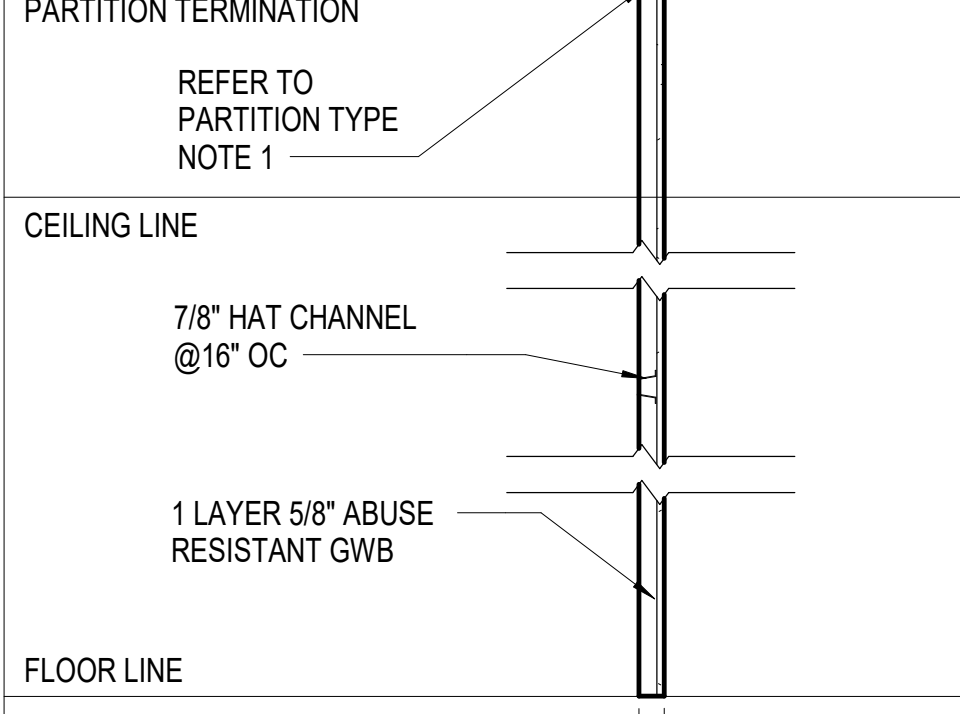 PARTITION TERMINATION
REFER TO
PARTITION TYPE
NOTE 1
CEILING LINE
7/8" HAT CHANNEL
@16" OC
1 LAYER 5/8" ABUSE
RESISTANT GWB
FLOOR LINE